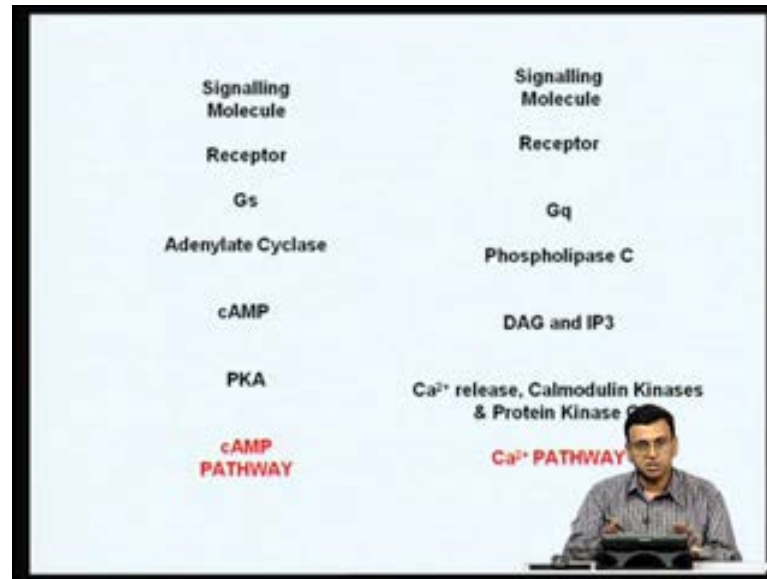 Signalling
Molecule
Receptor
Gs
Adenylate Cyclase
cAMP
PKA
cAMP
PATHWAY
Signalling
Molecule
Receptor
Gq
Phospholipase C
DAG and IP3
Ca²⁺ release, Calmodulin Kinases
& Protein Kinase
Ca²⁺ PATHWAY